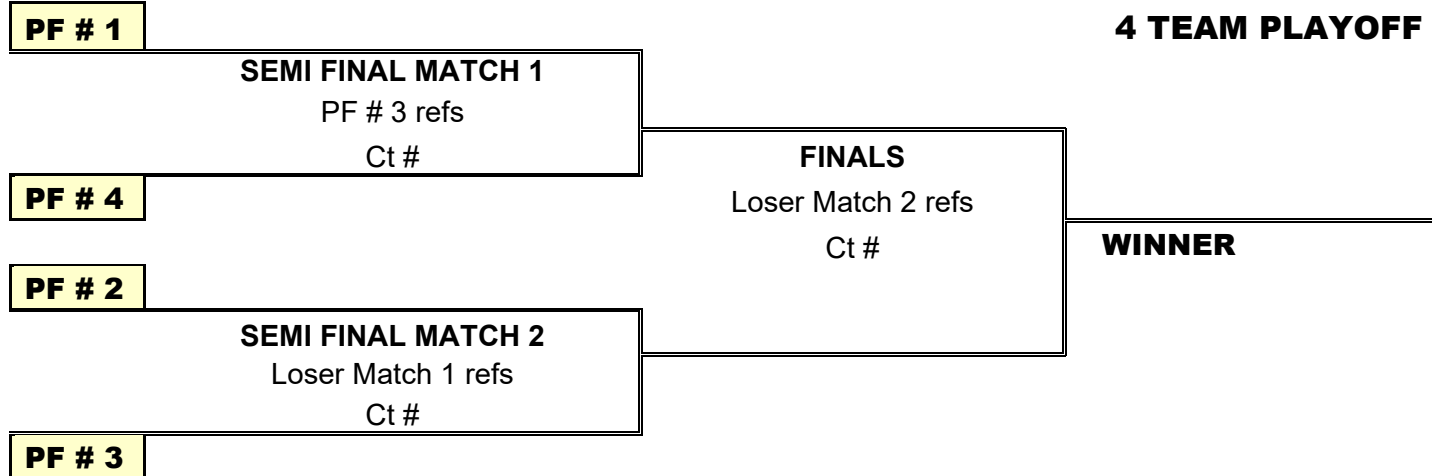 PF # 1
4 TEAM PLAYOFF
SEMI FINAL MATCH 1
PF # 3 refs
Ct #
PF # 4
FINALS
Loser Match 2 refs
Ct #
WINNER
PF # 2
SEMI FINAL MATCH 2
Loser Match 1 refs
Ct #
PF # 3